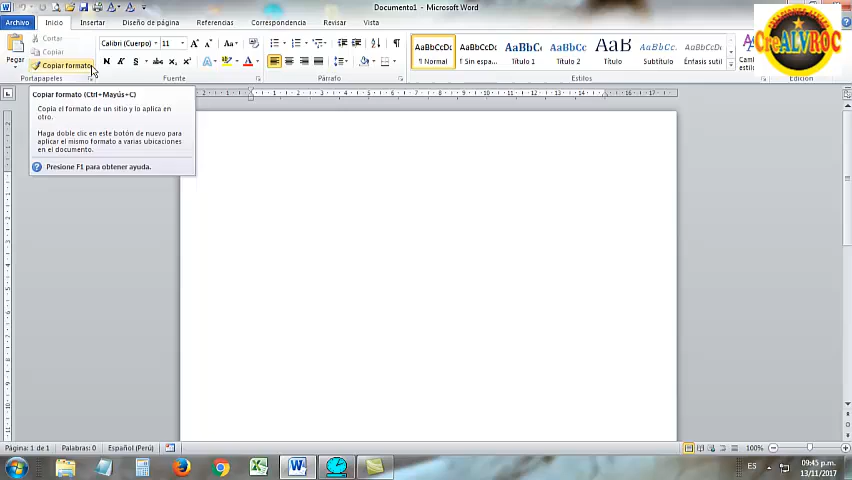 Documento1 - Microsoft Word
Archivo Inicio Insertar Diseño de página Referencias Correspondencia Revisar Vista
Pegar
Cortar
Copiar
Copiar formato
Portapapeles
Calibri (Cuerpo) 11
Fuente
Párrafo
AaBbCcDc AaBbCcDc AaBbC AaBbCc AaB AaBbCc. AaBbCcDc
¶ Normal ¶ Sin espa... Título 1 Título 2 Título Subtítulo Énfasis sutil
Estilos
Edición
CreALVROC
Copiar formato (Ctrl+Mayús+C)
Copia el formato de un sitio y lo aplica en
otro.
Haga doble clic en este botón de nuevo para
aplicar el mismo formato a varias ubicaciones
en el documento.
Presione F1 para obtener ayuda.
Página: 1 de 1 Palabras: 0 Español (Perú) 100%
ES 09:45 p.m.
13/11/2017